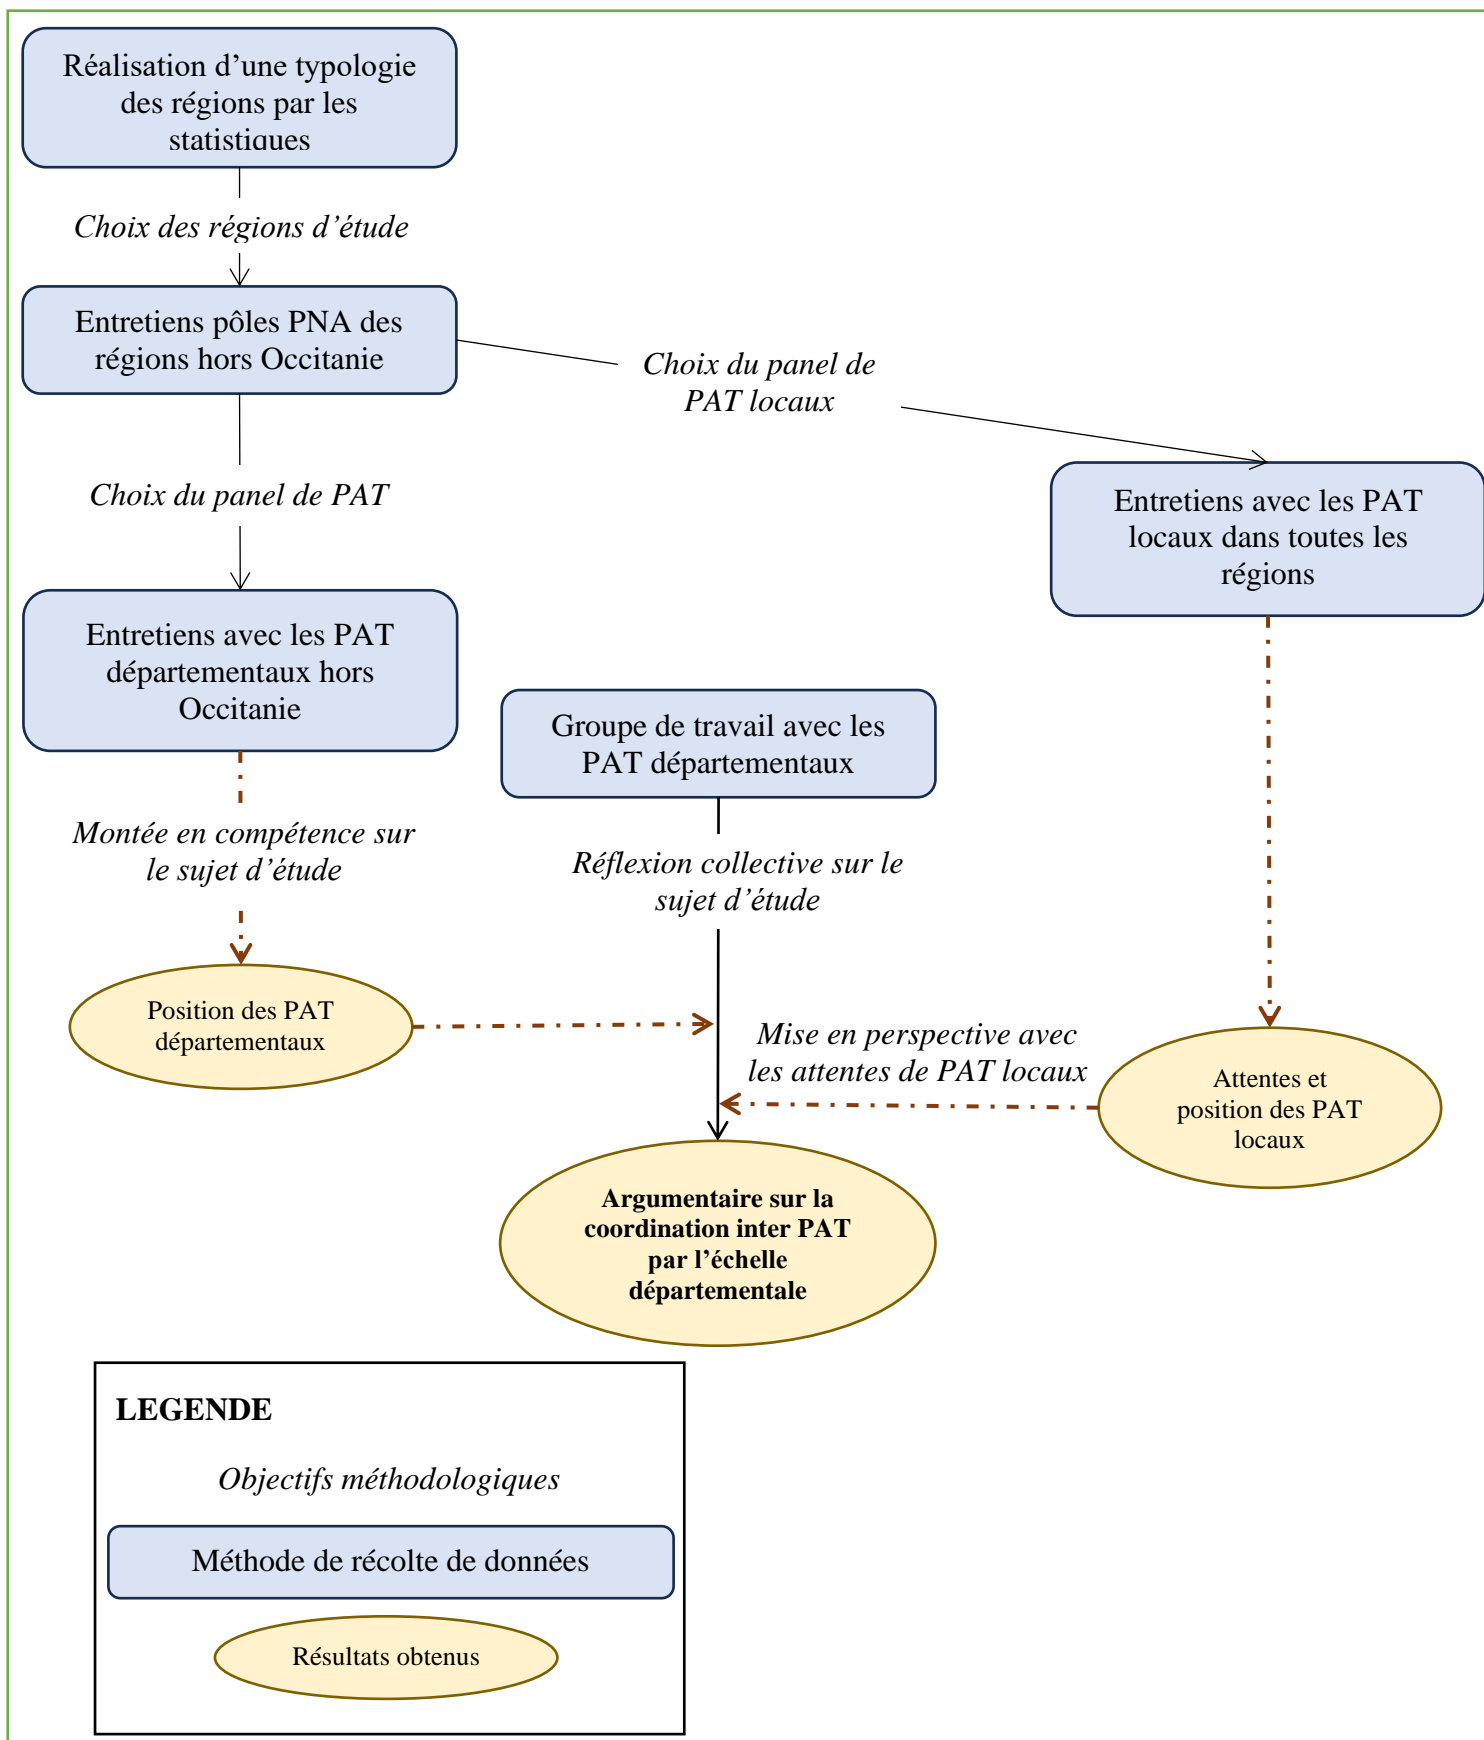 Réalisation d'une typologie
des régions par les
statistiques
Choix des régions d'étude
Entretiens pôles PNA des
régions hors Occitanie
Choix du panel de
PAT locaux
Choix du panel de PAT
Entretiens avec les PAT
locaux dans toutes les
régions
Entretiens avec les PAT
départementaux hors
Occitanie
Groupe de travail avec les
PAT départementaux
Montée en compétence sur
le sujet d'étude
Réflexion collective sur le
sujet d'étude
Position des PAT
départementaux
Mise en perspective avec
les attentes de PAT locaux
Attentes et
position des PAT
locaux
Argumentaire sur la
coordination inter PAT
par l'échelle
départementale
LEGENDE
Objectifs méthodologiques
Méthode de récolte de données
Résultats obtenus